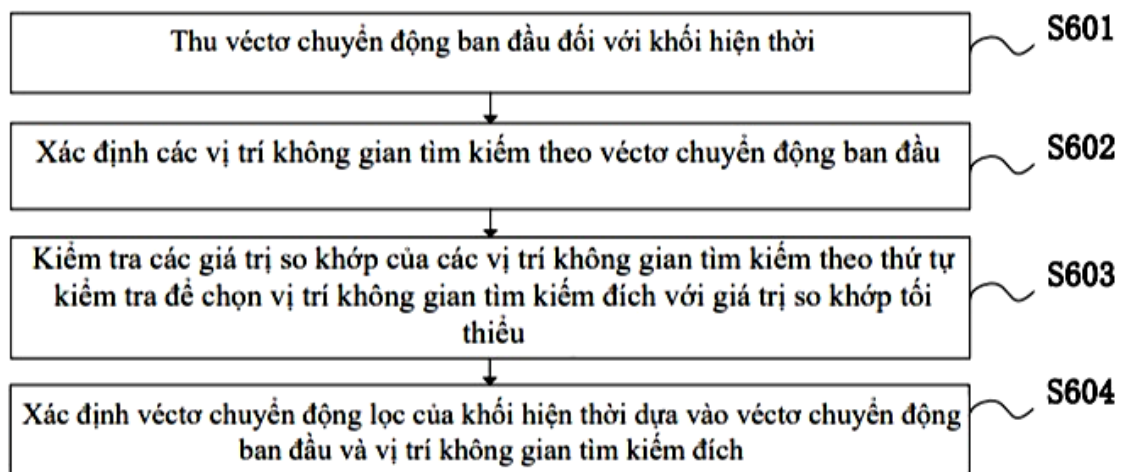 Thu véctơ chuyển động ban đầu đối với khối hiện thời
S601
Xác định các vị trí không gian tìm kiếm theo véctơ chuyển động ban đầu
S602
Kiểm tra các giá trị so khớp của các vị trí không gian tìm kiếm theo thứ tự
kiểm tra để chọn vị trí không gian tìm kiếm đích với giá trị so khớp tối
thiểu
S603
Xác định véctơ chuyển động lọc của khối hiện thời dựa vào véctơ chuyển động
ban đầu và vị trí không gian tìm kiếm đích
S604